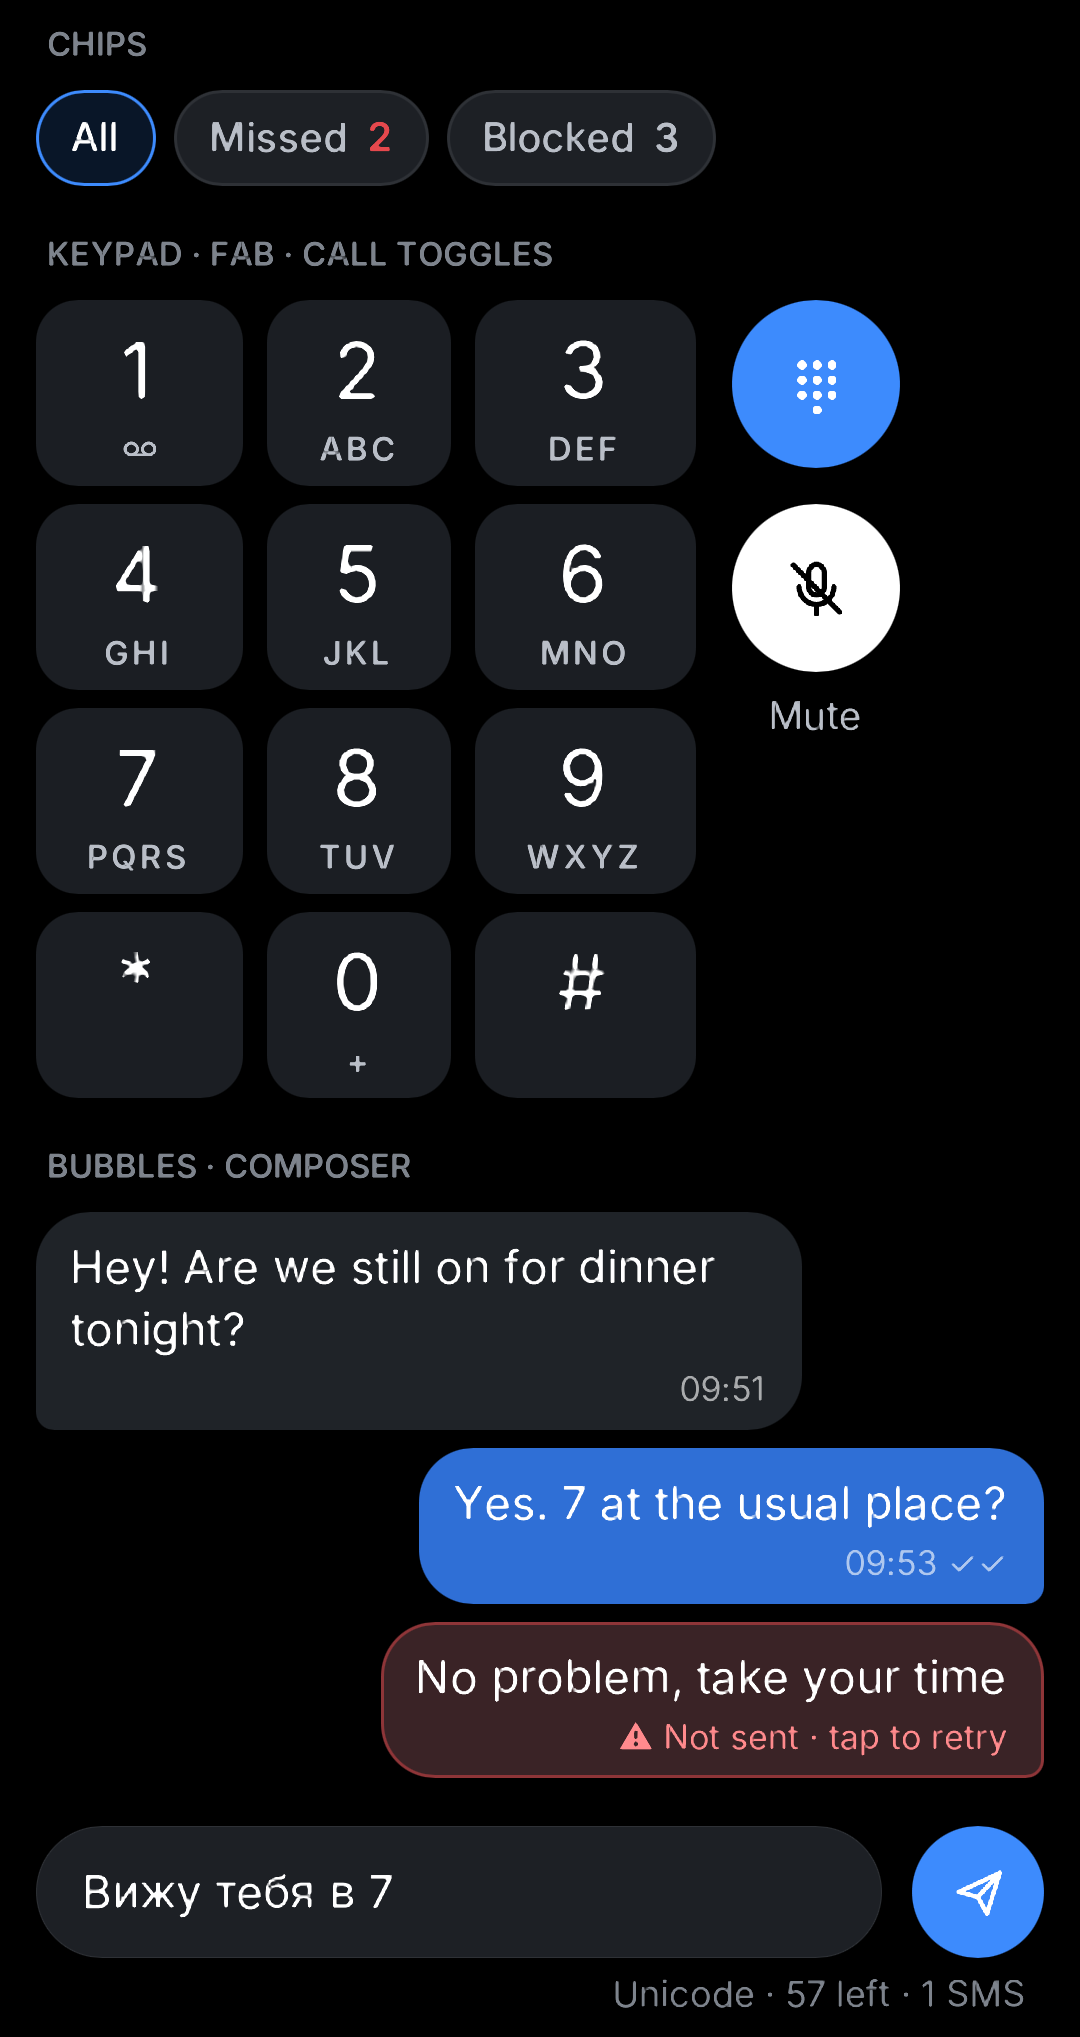 CHIPS
All
Missed 2
Blocked 3
KEYPAD · FAB · CALL TOGGLES
1
2
ABC
3
DEF
4
GHI
5
JKL
6
MNO
Mute
7
PQRS
8
TUV
9
WXYZ
*
0
+
#
BUBBLES · COMPOSER
Hey! Are we still on for dinner
tonight?
09:51
Yes. 7 at the usual place?
09:53 ✓✓
No problem, take your time
Not sent · tap to retry
Вижу тебя в 7
Unicode · 57 left · 1 SMS